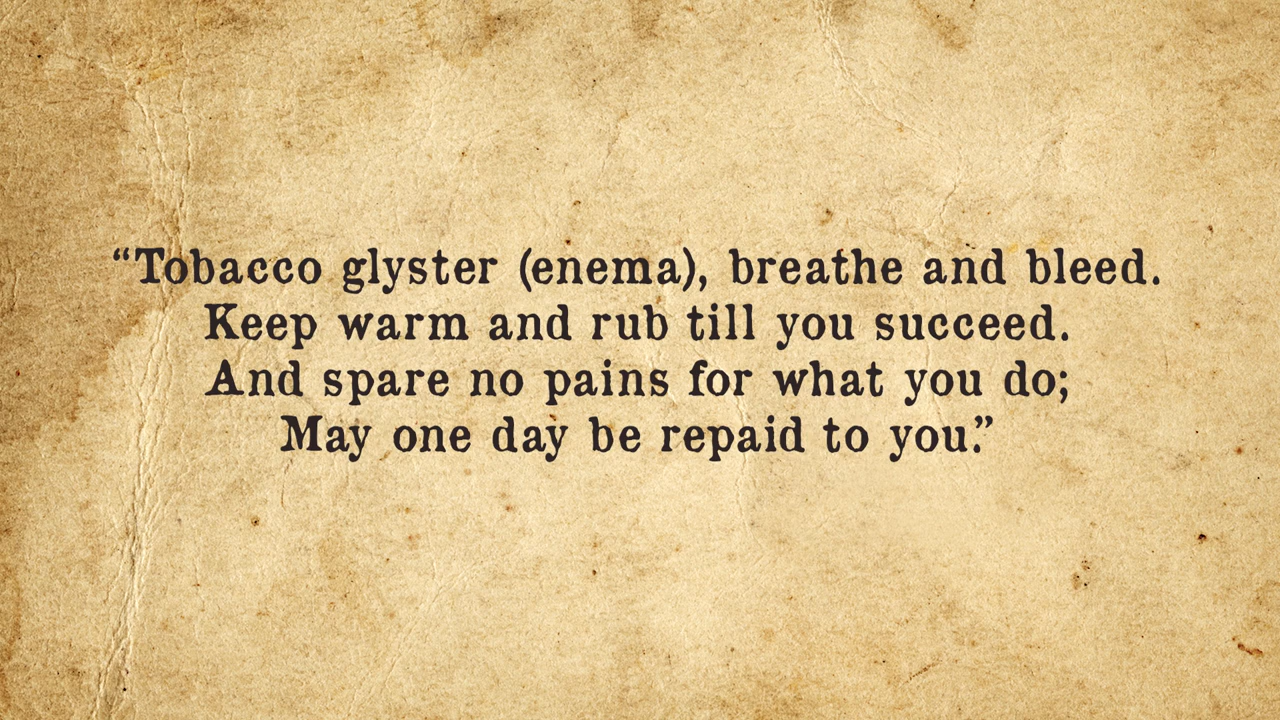 “Tobacco glyster (enema), breathe and bleed.
Keep warm and rub till you succeed.
And spare no pains for what you do;
May one day be repaid to you.”